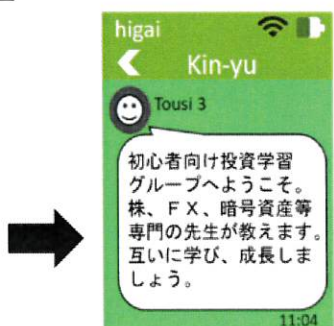 higai
Kin-yu
Tousi 3
初心者向け投資学習
グループへようこそ。
株、ＦＸ、暗号資産等
専門の先生が教えます。
互いに学び、成長しま
しょう。
11:04